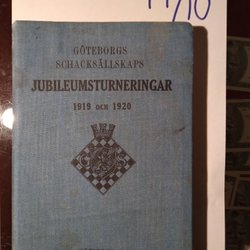 GÖTEBORGS
SCHACKSÄLLSKAPS
JUBILEUMSTURNERINGAR
1919 OCH 1920